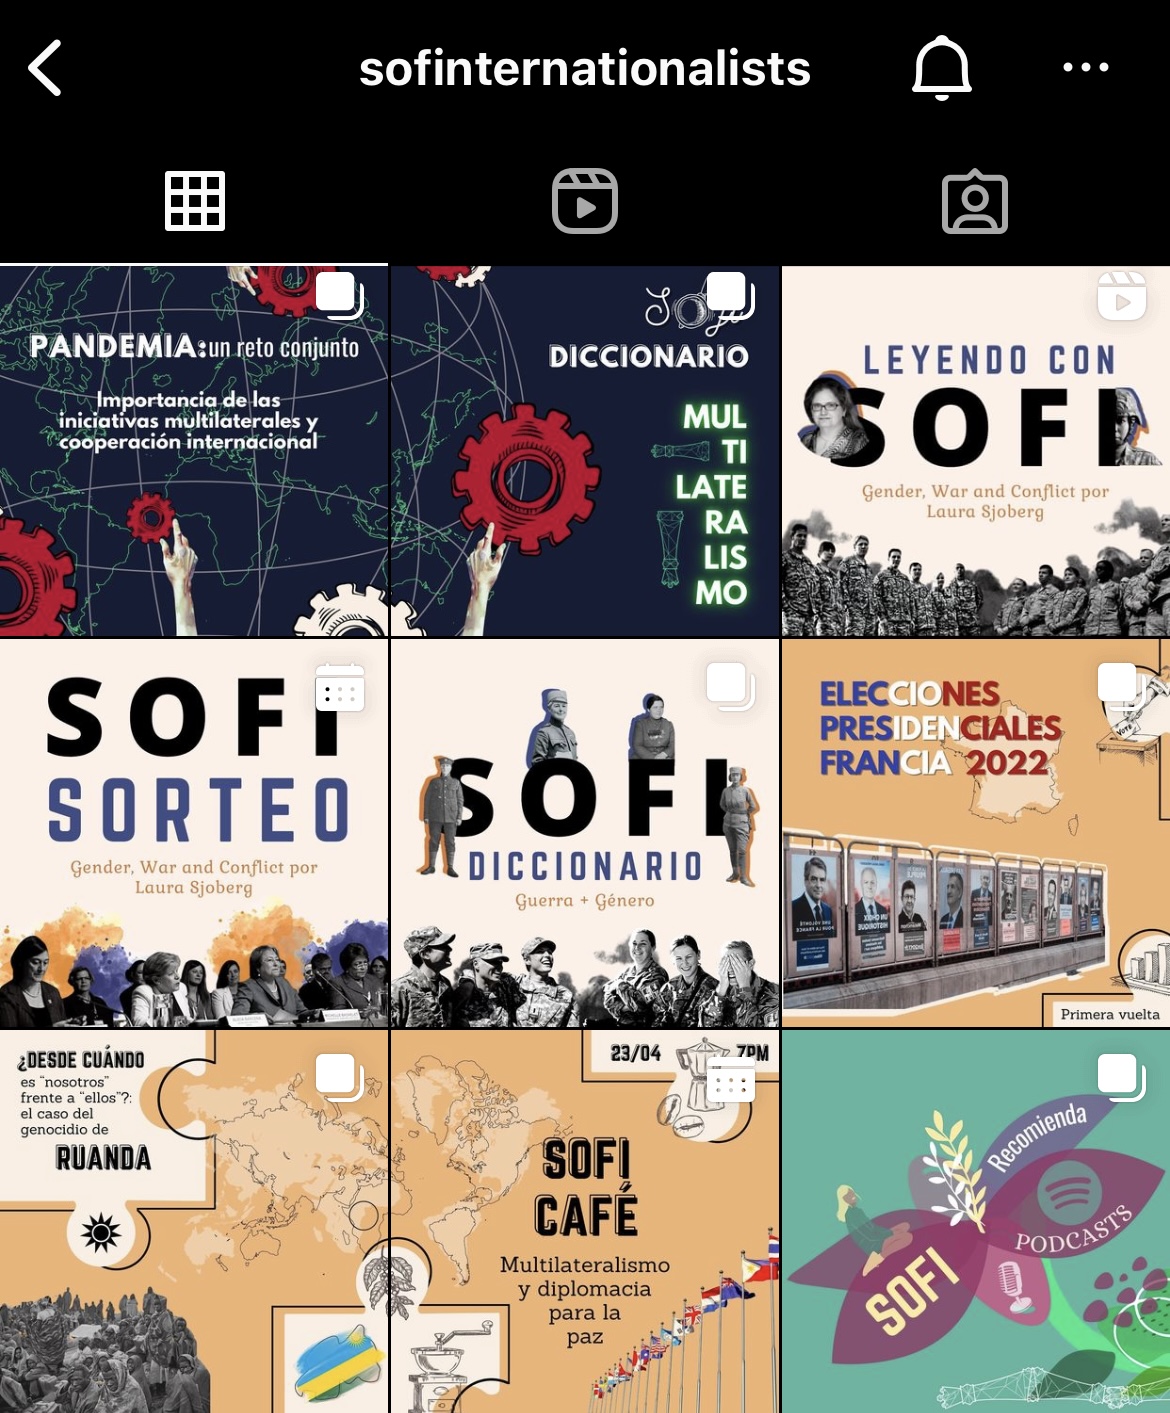 sofinternationalists
PANDEMIA:un reto conjunto
Importancia de las
iniciativas multilaterales y
cooperación internacional
DICCIONARIO
MUL
TI
LATE
RA
LIS
MO
LEYENDO CON
SOFI
Gender, War and Conflict por
Laura Sjoberg
SOFI
SORTEO
Gender, War and Conflict por
Laura Sjoberg
SOFI
DICCIONARIO
Guerra + Género
ELECCIONES
PRESIDENCIALES
FRANCIA 2022
VOTE
Primera vuelta
¿DESDE CUÁNDO
es "nosotros"
frente a "ellos"?:
el caso del
genocidio de
RUANDA
23/04 7PM
SOFI
CAFÉ
Multilateralismo
y diplomacia
para la
paz
Recomienda
PODCASTS
SOFI